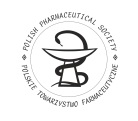 POLISH PHARMACEUTICAL SOCIETY
POLSKIE TOWARZYSTWO FARMACEUTYCZNE